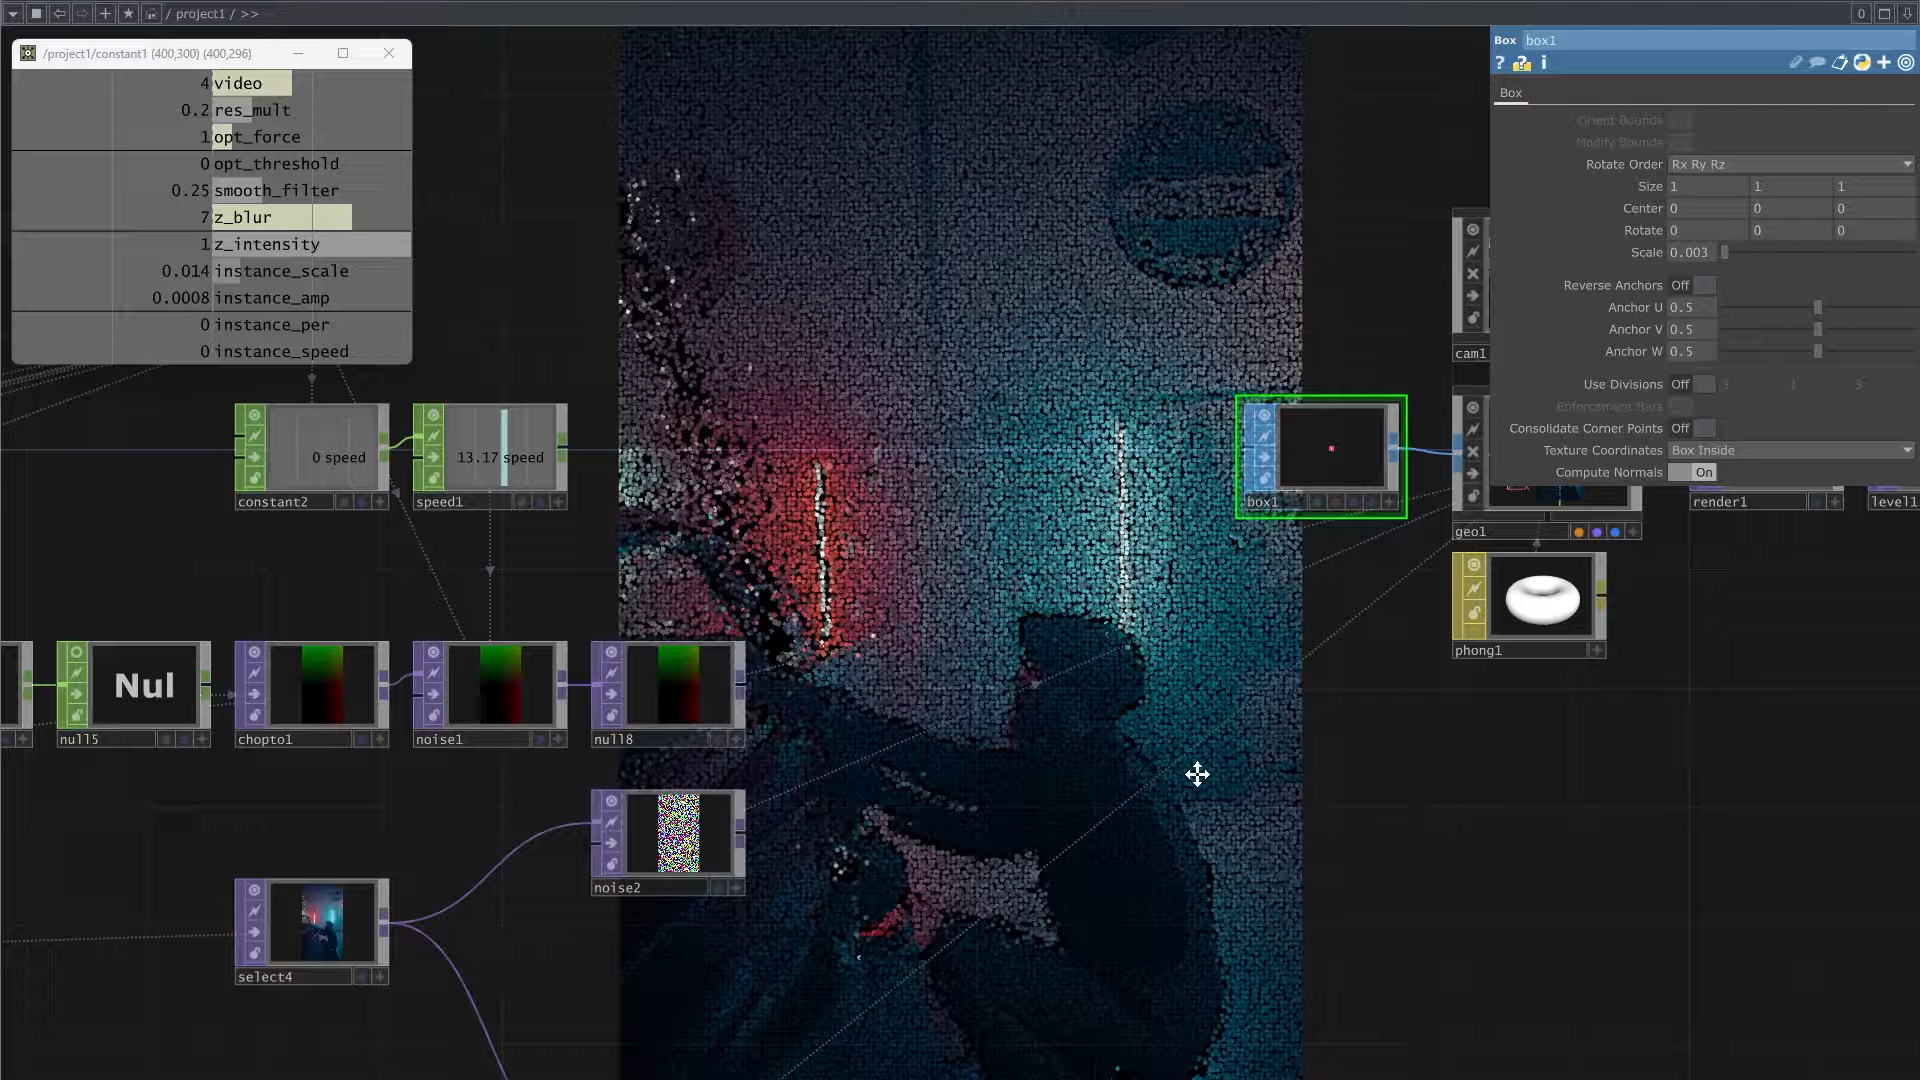 / project1 / >>
0
/project1/constant1 (400,300) (400,296)
4 video
0.2 res_mult
1 opt_force
0 opt_threshold
0.25 smooth_filter
7 z_blur
1 z_intensity
0.014 instance_scale
0.0008 instance_amp
0 instance_per
0 instance_speed
Box box1
? ? i
Box
Orient Bounds
Modify Bounds
Rotate Order Rx Ry Rz
Size 1 1 1
Center 0 0 0
Rotate 0 0 0
Scale 0.003
Reverse Anchors Off
Anchor U 0.5
Anchor V 0.5
Anchor W 0.5
Use Divisions Off 3 3 3
Enforcement Bars
Consolidate Corner Points Off
Texture Coordinates Box Inside
Compute Normals On
cam1
0 speed
13.17 speed
constant2
speed1
box1
render1
level1
geo1
phong1
Nul
null5
chopto1
noise1
null8
noise2
select4